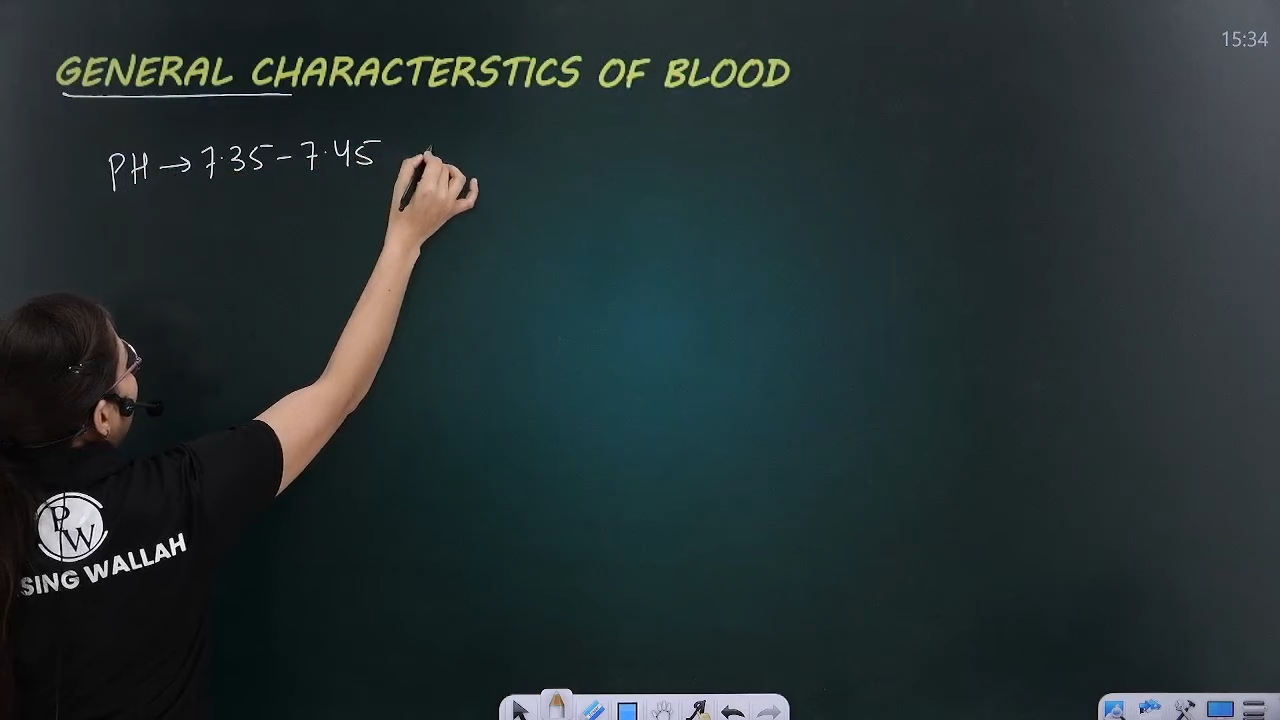 15:34
GENERAL CHARACTERSTICS OF BLOOD
PH → 7.35 - 7.45
PW
SING WALLAH